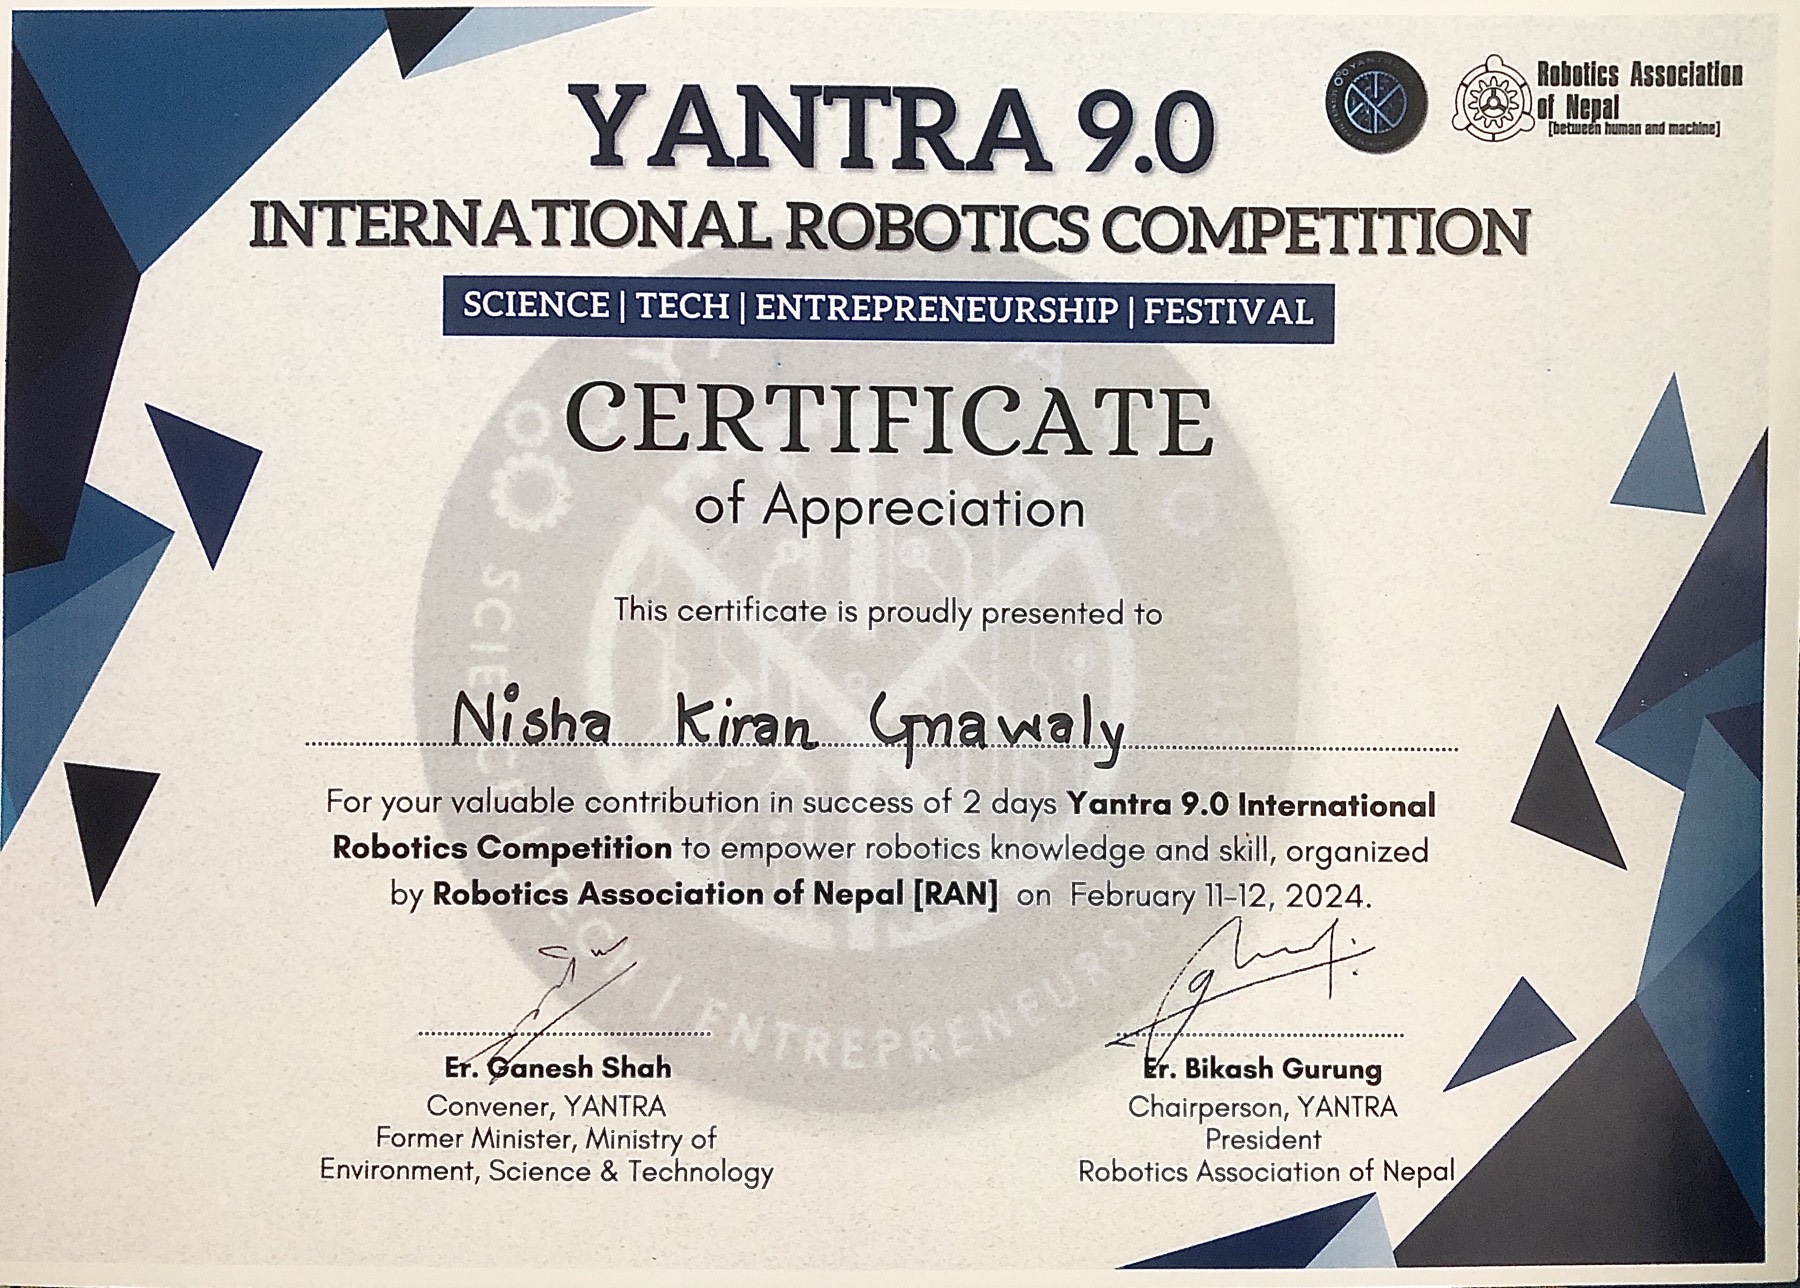 YANTRA 9.0
Robotics Association
of Nepal
[between human and machine]
INTERNATIONAL ROBOTICS COMPETITION
SCIENCE | TECH | ENTREPRENEURSHIP | FESTIVAL
CERTIFICATE
of Appreciation
This certificate is proudly presented to
Nisha Kiran Gnawaly
For your valuable contribution in success of 2 days Yantra 9.0 International
Robotics Competition to empower robotics knowledge and skill, organized
by Robotics Association of Nepal [RAN] on February 11-12, 2024.
Er. Ganesh Shah
Convener, YANTRA
Former Minister, Ministry of
Environment, Science & Technology
Er. Bikash Gurung
Chairperson, YANTRA
President
Robotics Association of Nepal